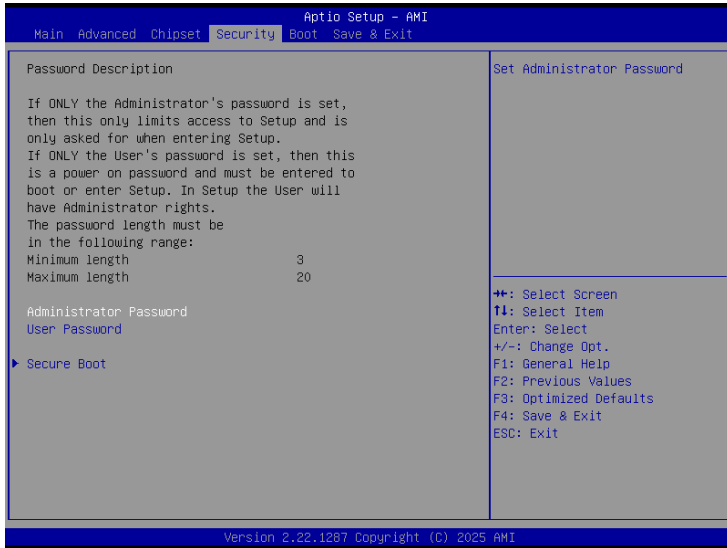 Aptio Setup – AMI
Main Advanced Chipset Security Boot Save & Exit
Password Description
If ONLY the Administrator's password is set,
then this only limits access to Setup and is
only asked for when entering Setup.
If ONLY the User's password is set, then this
is a power on password and must be entered to
boot or enter Setup. In Setup the User will
have Administrator rights.
The password length must be
in the following range:
Minimum length 3
Maximum length 20
Administrator Password
User Password
Secure Boot
Set Administrator Password
→←: Select Screen
↑↓: Select Item
Enter: Select
+/-: Change Opt.
F1: General Help
F2: Previous Values
F3: Optimized Defaults
F4: Save & Exit
ESC: Exit
Version 2.22.1287 Copyright (C) 2025 AMI